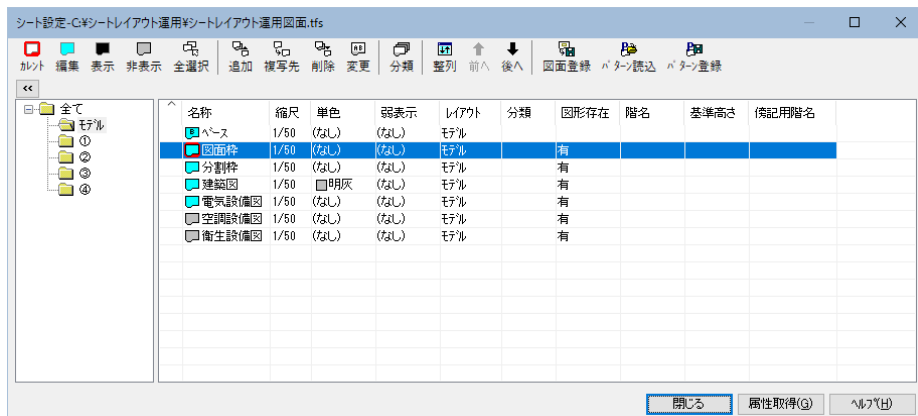 シート設定-C:¥シートレイアウト運用¥シートレイアウト運用図面.tfs
ｶﾚﾝﾄ 編集 表示 非表示 全選択 追加 複写先 削除 変更 分類 整列 前へ 後へ 図面登録 ﾊﾟﾀｰﾝ読込 ﾊﾟﾀｰﾝ登録
<<
全て
ﾓﾃﾞﾙ
①
②
③
④
名称 縮尺 単色 弱表示 ﾚｲｱｳﾄ 分類 図形存在 階名 基準高さ 傍記用階名
ﾍﾞｰｽ 1/50 (なし) (なし) ﾓﾃﾞﾙ
図面枠 1/50 (なし) (なし) ﾓﾃﾞﾙ 有
分割枠 1/50 (なし) (なし) ﾓﾃﾞﾙ 有
建築図 1/50 明灰 (なし) ﾓﾃﾞﾙ 有
電気設備図 1/50 (なし) (なし) ﾓﾃﾞﾙ 有
空調設備図 1/50 (なし) (なし) ﾓﾃﾞﾙ 有
衛生設備図 1/50 (なし) (なし) ﾓﾃﾞﾙ 有
閉じる 属性取得(G) ﾍﾙﾌﾟ(H)